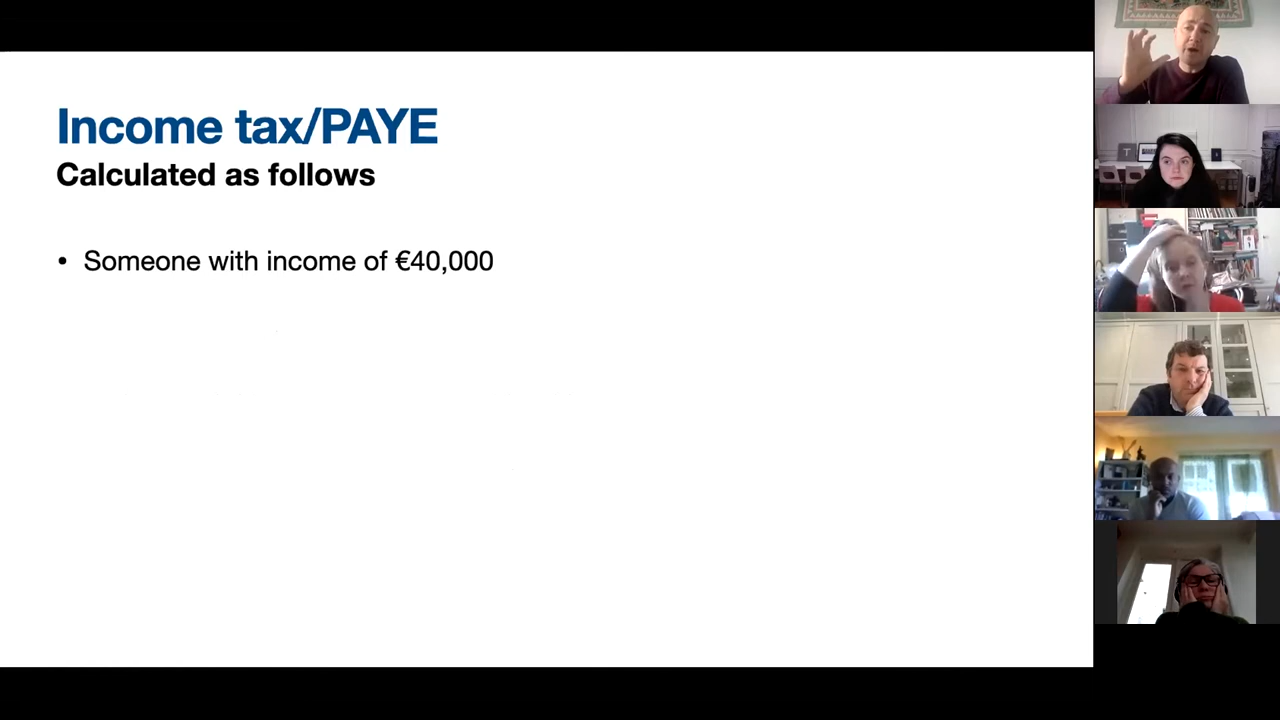 Income tax/PAYE
Calculated as follows
• Someone with income of €40,000